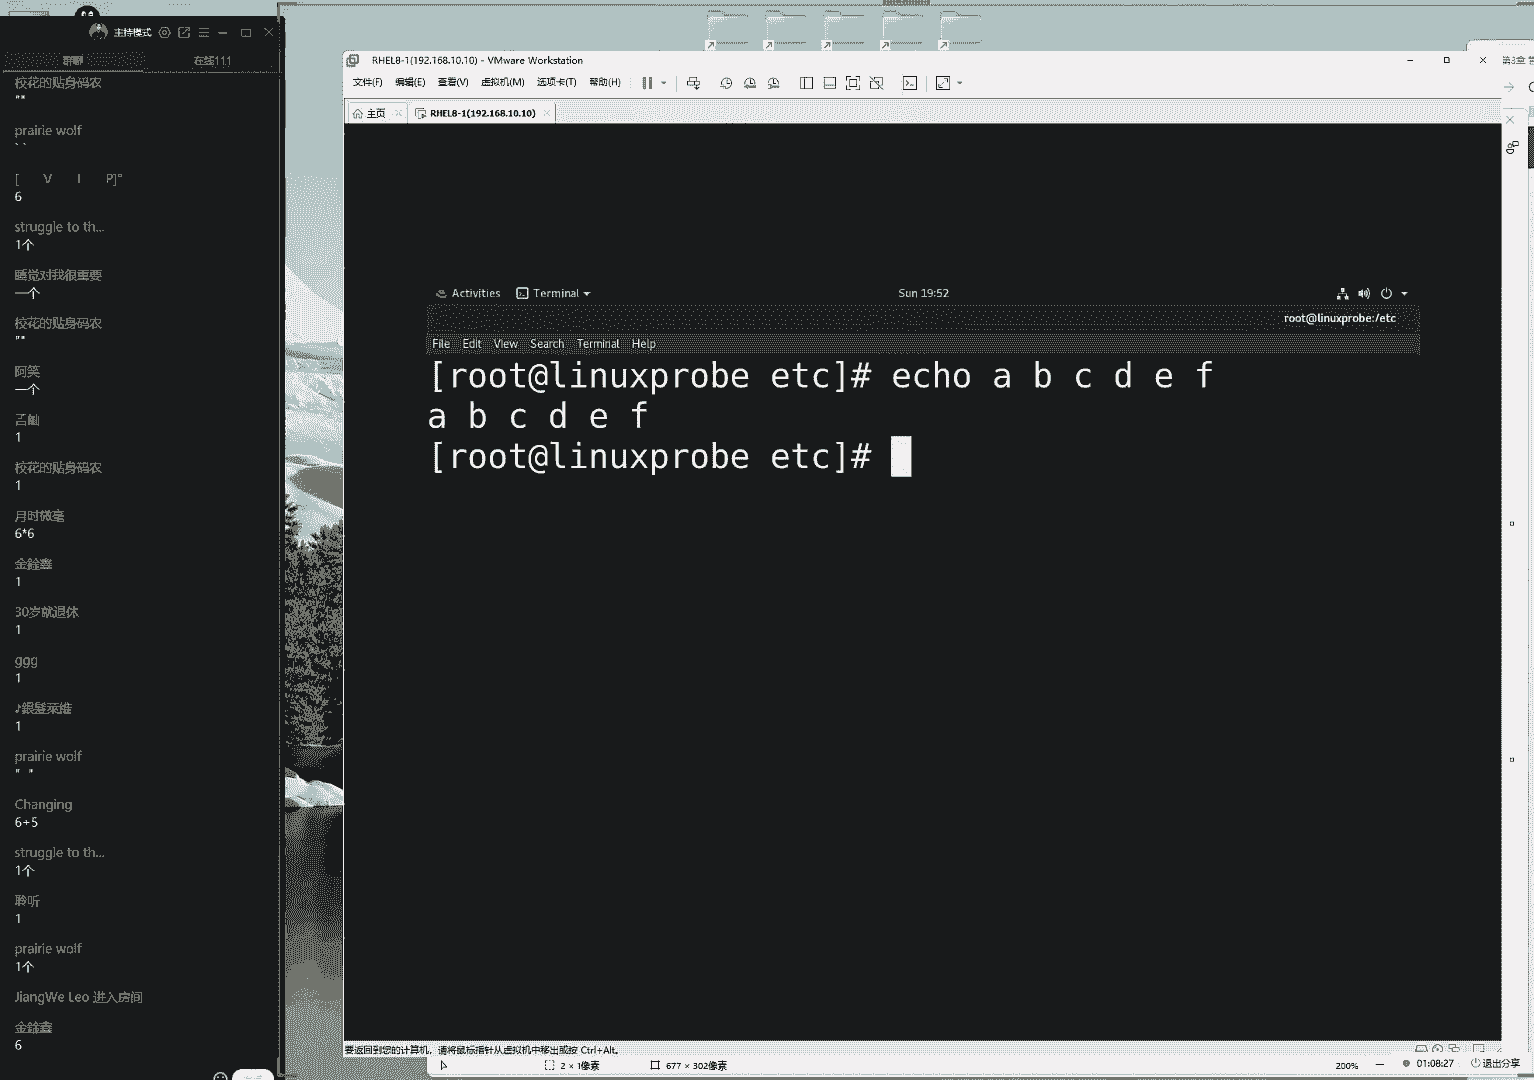 主持模式
群聊
在线111
校花的贴身码农
""
prairie wolf
` `
[ V I P]°
6
struggle to th...
1个
睡觉对我很重要
一个
校花的贴身码农
""
阿笑
一个
1
校花的贴身码农
1
月时微毫
6*6
金鑫鑫
1
30岁就退休
1
ggg
1
1
prairie wolf
" "
Changing
6+5
struggle to th...
1个
聆听
1
prairie wolf
1个
JiangWe Leo 进入房间
金鑫鑫
6
RHEL8-1(192.168.10.10) - VMware Workstation
文件(F) 编辑(E) 查看(V) 虚拟机(M) 选项卡(T) 帮助(H)
主页 RHEL8-1(192.168.10.10)
Activities Terminal Sun 19:52
root@linuxprobe:/etc
File Edit View Search Terminal Help
[root@linuxprobe etc]# echo a b c d e f
a b c d e f
[root@linuxprobe etc]#
要返回到您的计算机，请将鼠标指针从虚拟机中移出或按 Ctrl+Alt。
2 × 1像素 677 × 302像素 200% 01:08:27 退出分享
第3章